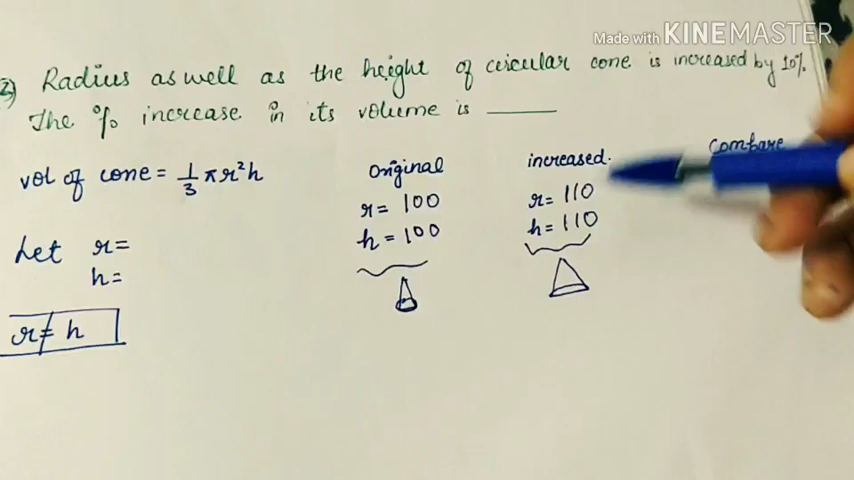 Made with KINEMASTER
2) Radius as well as the height of circular cone is increased by 10%.
The % increase in its volume is ______
vol of cone = 1/3 πr²h
Let r=
h=
r≠ h
original
r= 100
h= 100
increased.
r= 110
h= 110
compare